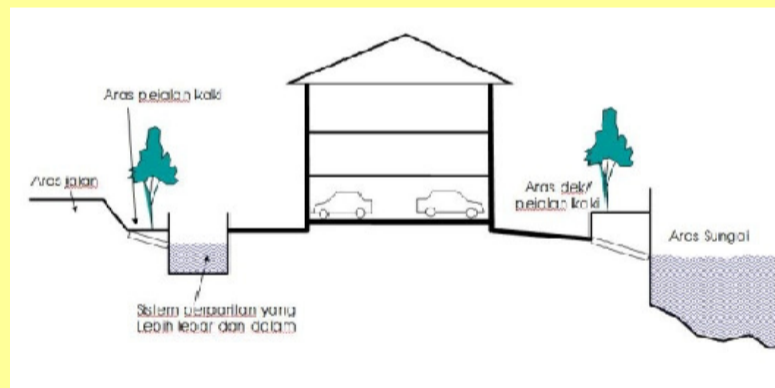 Aras pejalan kaki
Aras jalan
Aras dek/
pejalan kaki
Aras Sungai
Sistem perparitan yang
Lebih lebar dan dalam